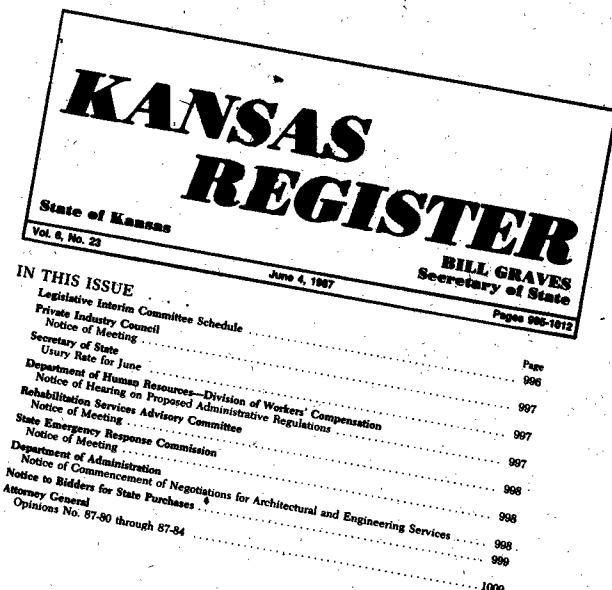 KANSAS
REGISTER
State of Kansas
BILL GRAVES
Secretary of State
Vol. 6, No. 23 June 4, 1987 Pages 995-1012
IN THIS ISSUE Page
Legislative Interim Committee Schedule . . . . . . . . . . 996
Private Industry Council
Notice of Meeting . . . . . . . . . . 997
Secretary of State
Usury Rate for June . . . . . . . . . . 997
Department of Human Resources—Division of Workers' Compensation
Notice of Hearing on Proposed Administrative Regulations . . . . . . . . . . 997
Rehabilitation Services Advisory Committee
Notice of Meeting . . . . . . . . . . 998
State Emergency Response Commission
Notice of Meeting . . . . . . . . . . 998
Department of Administration
Notice of Commencement of Negotiations for Architectural and Engineering Services . . . . . . 998
Notice to Bidders for State Purchases . . . . . . . . . . 999
Attorney General
Opinions No. 87-80 through 87-84 . . . . . . . . . . 1000